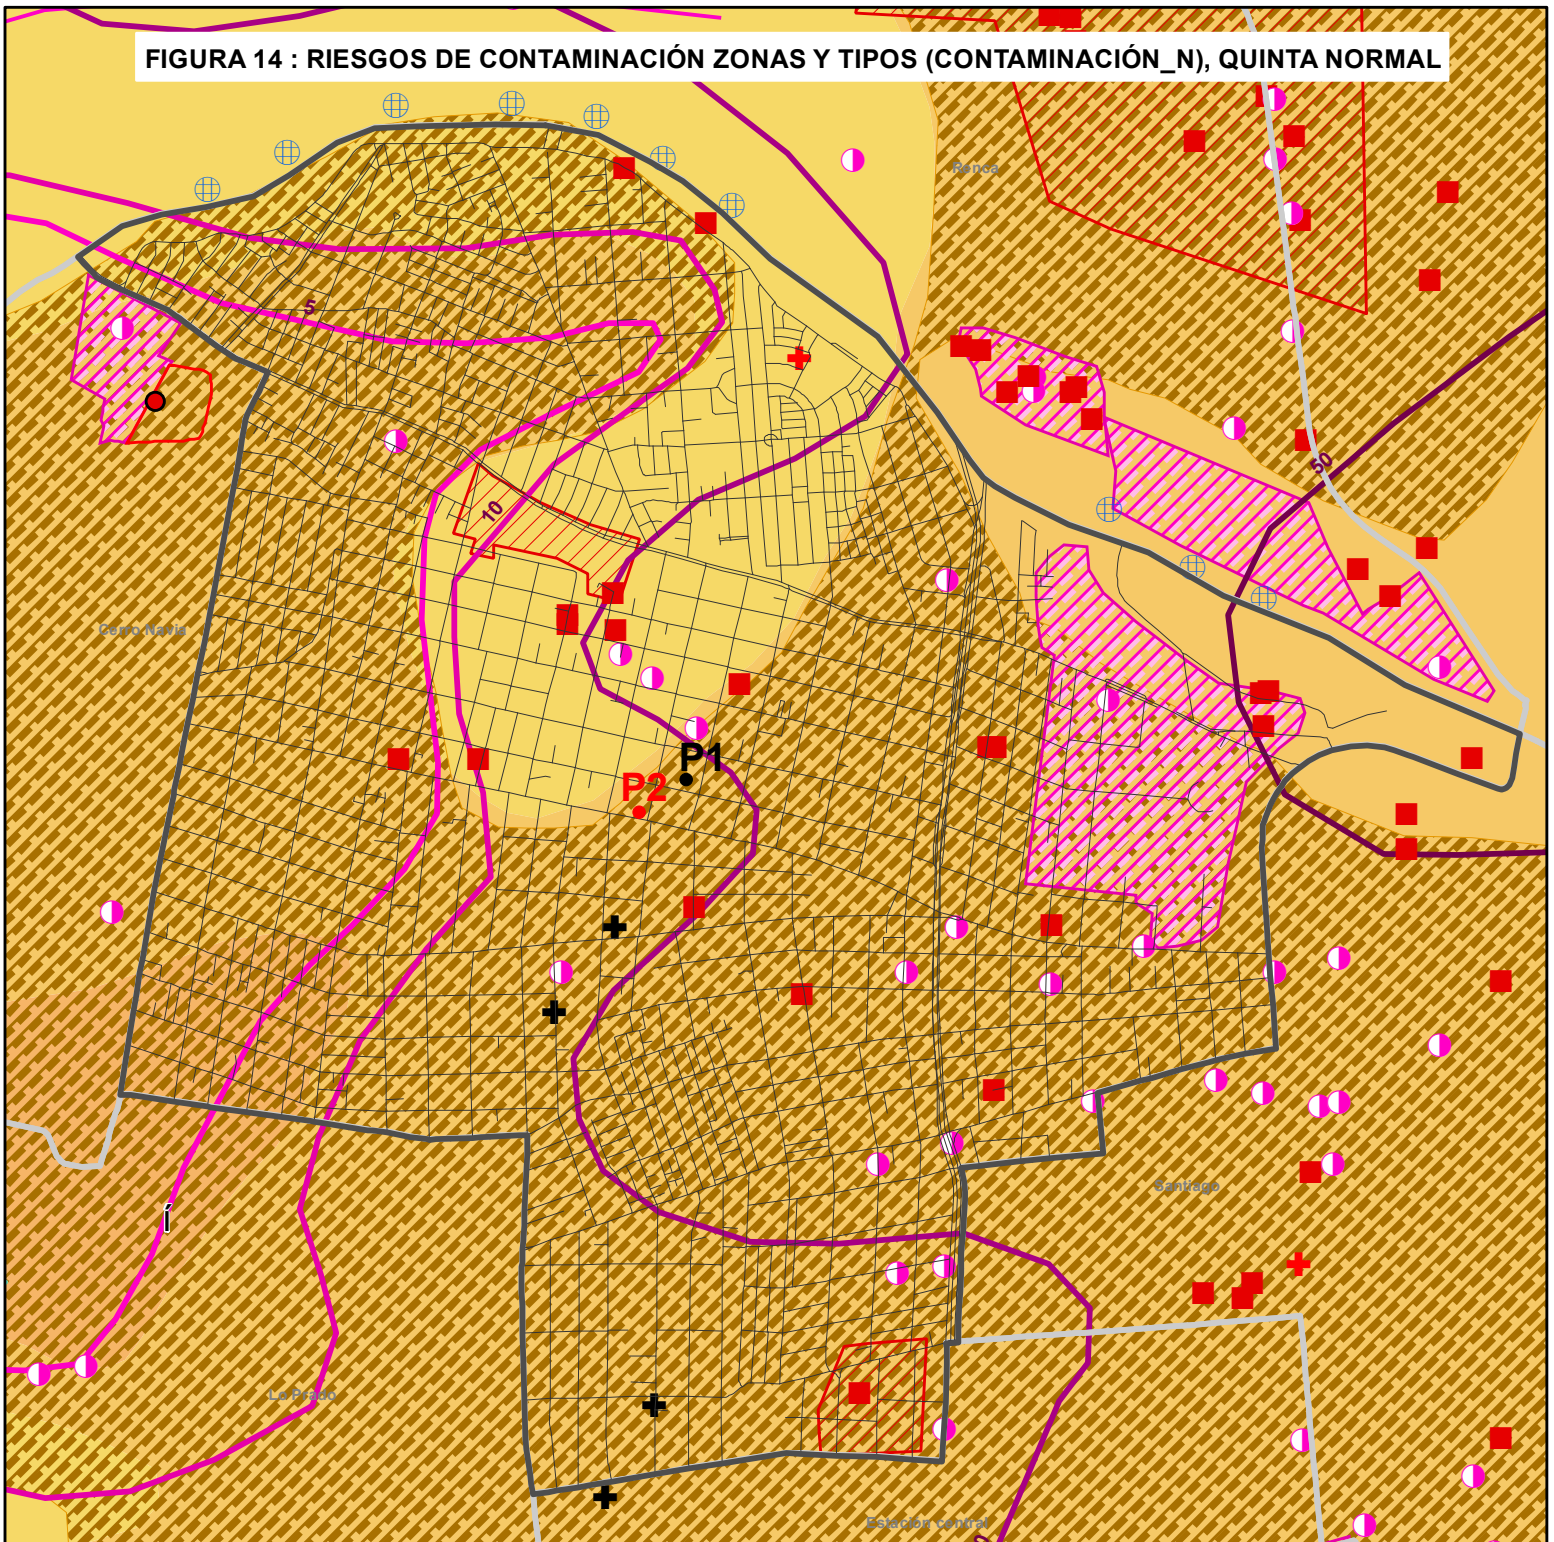 FIGURA 14 : RIESGOS DE CONTAMINACIÓN ZONAS Y TIPOS (CONTAMINACIÓN_N), QUINTA NORMAL
Renca
5
50
10
Cerro Navia
P1
P2
Santiago
í
Lo Prado
Estación central